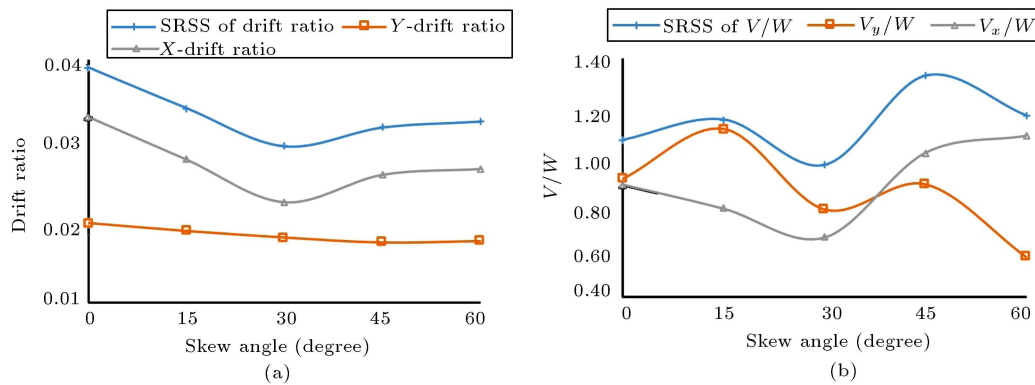 SRSS of drift ratio
Y-drift ratio
X-drift ratio
0.04
0.03
0.02
0.01
Drift ratio
0 15 30 45 60
Skew angle (degree)
(a)
SRSS of V/W
V_y/W
V_x/W
1.40
1.20
1.00
0.80
0.60
0.40
V/W
0 15 30 45 60
Skew angle (degree)
(b)